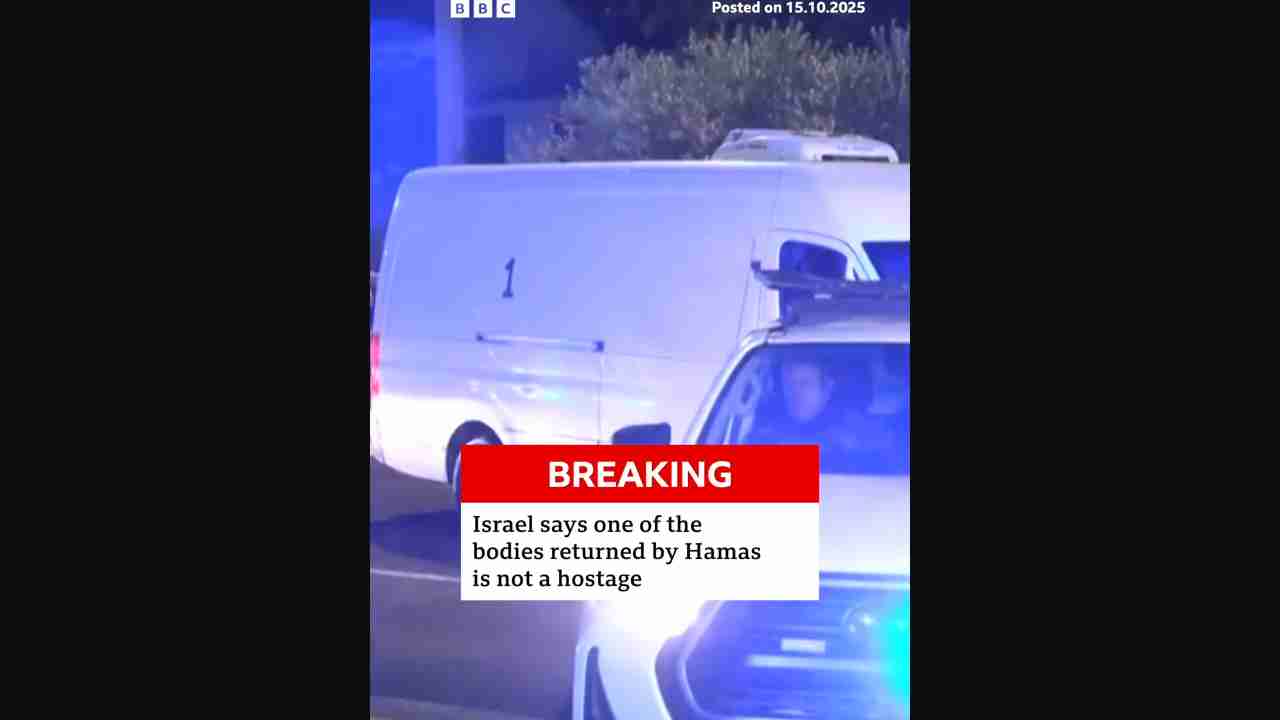 BBC
Posted on 15.10.2025
1
BREAKING
Israel says one of the
bodies returned by Hamas
is not a hostage